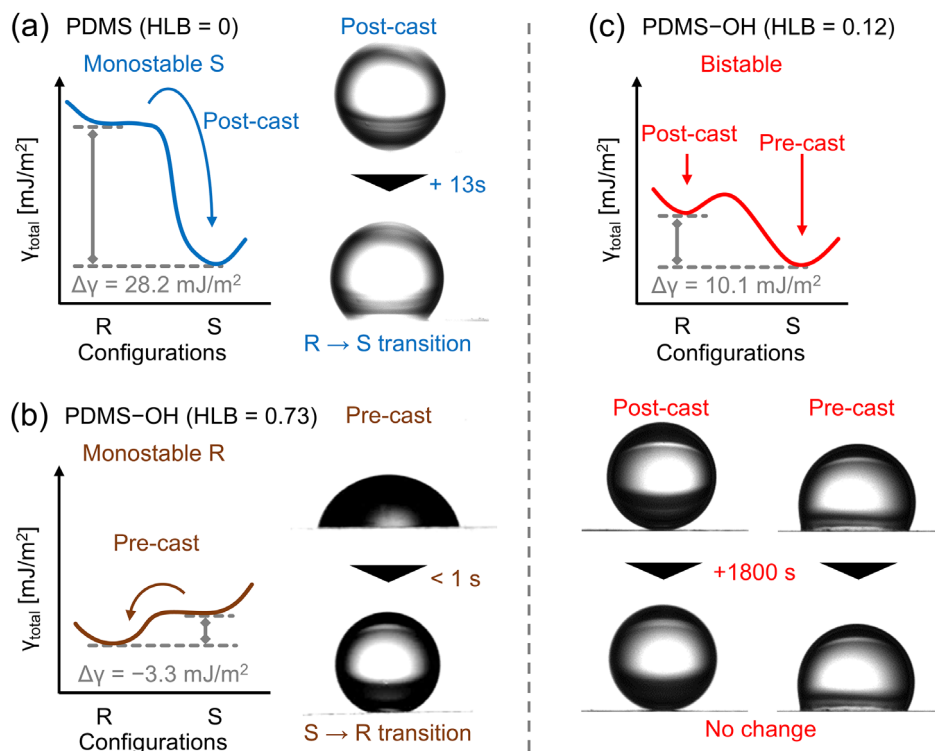 (a) PDMS (HLB = 0)
Monostable S
Post-cast
γtotal [mJ/m²]
Δγ = 28.2 mJ/m²
R S
Configurations
Post-cast
+ 13s
R → S transition
(b) PDMS−OH (HLB = 0.73)
Monostable R
Pre-cast
γtotal [mJ/m²]
Δγ = −3.3 mJ/m²
R S
Configurations
Pre-cast
< 1 s
S → R transition
(c) PDMS−OH (HLB = 0.12)
Bistable
Post-cast
Pre-cast
γtotal [mJ/m²]
Δγ = 10.1 mJ/m²
R S
Configurations
Post-cast Pre-cast
+1800 s
No change